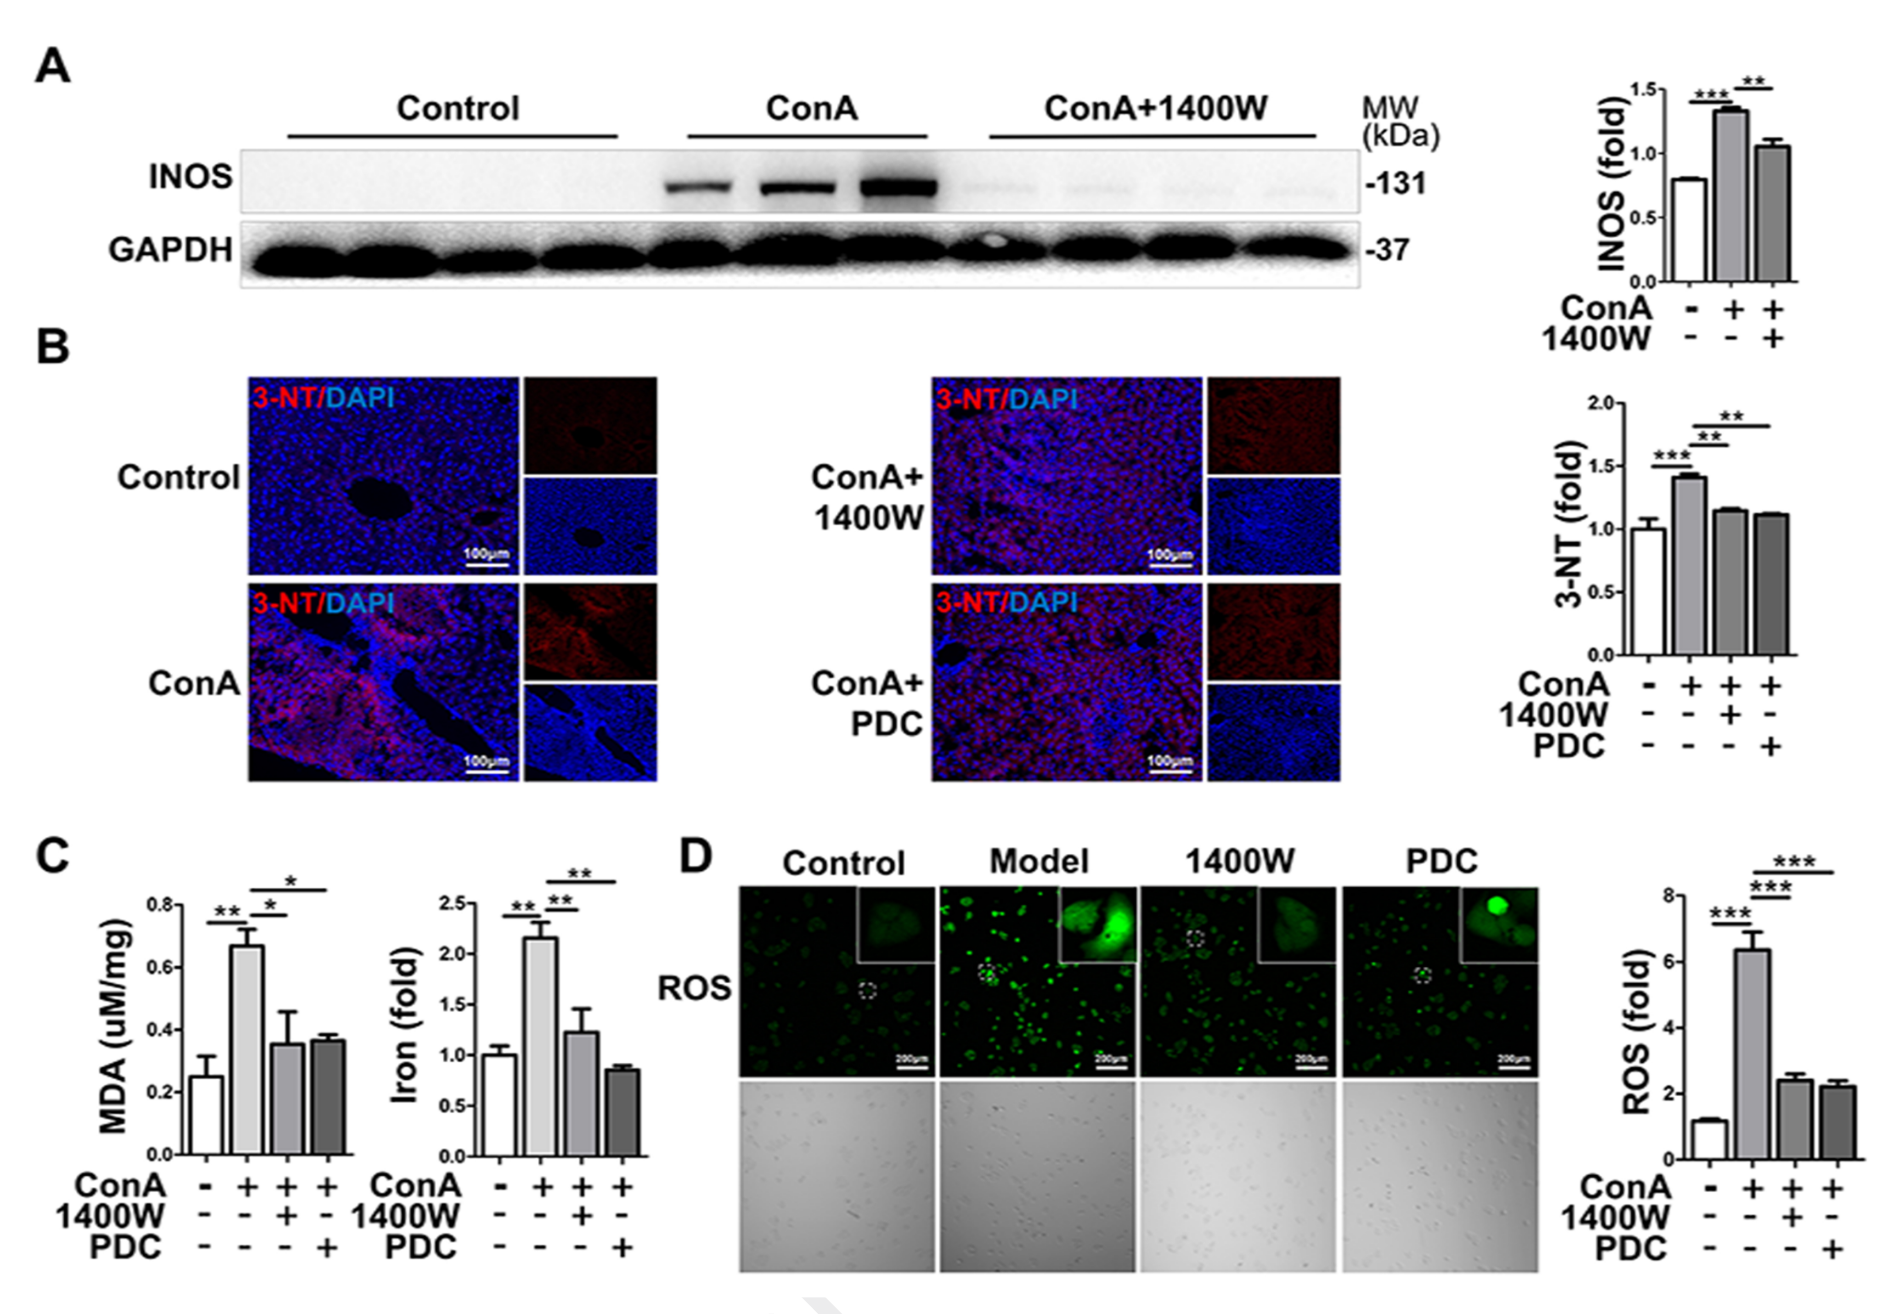 A
Control ConA ConA+1400W MW (kDa)
INOS -131
GAPDH -37
INOS (fold)
1.5
1.0
0.5
0.0
*** **
ConA - + +
1400W - - +
B
Control
3-NT/DAPI
100μm
ConA
3-NT/DAPI
100μm
ConA+
1400W
3-NT/DAPI
100μm
ConA+
PDC
3-NT/DAPI
100μm
3-NT (fold)
2.0
1.5
1.0
0.5
0.0
*** ** **
ConA - + + +
1400W - - + -
PDC - - - +
C
MDA (uM/mg)
0.8
0.6
0.4
0.2
0.0
** * *
ConA - + + +
1400W - - + -
PDC - - - +
Iron (fold)
2.5
2.0
1.5
1.0
0.5
0.0
** ** **
ConA - + + +
1400W - - + -
PDC - - - +
D
Control Model 1400W PDC
ROS
200μm 200μm 200μm 200μm
ROS (fold)
8
6
4
2
0
*** *** ***
ConA - + + +
1400W - - + -
PDC - - - +